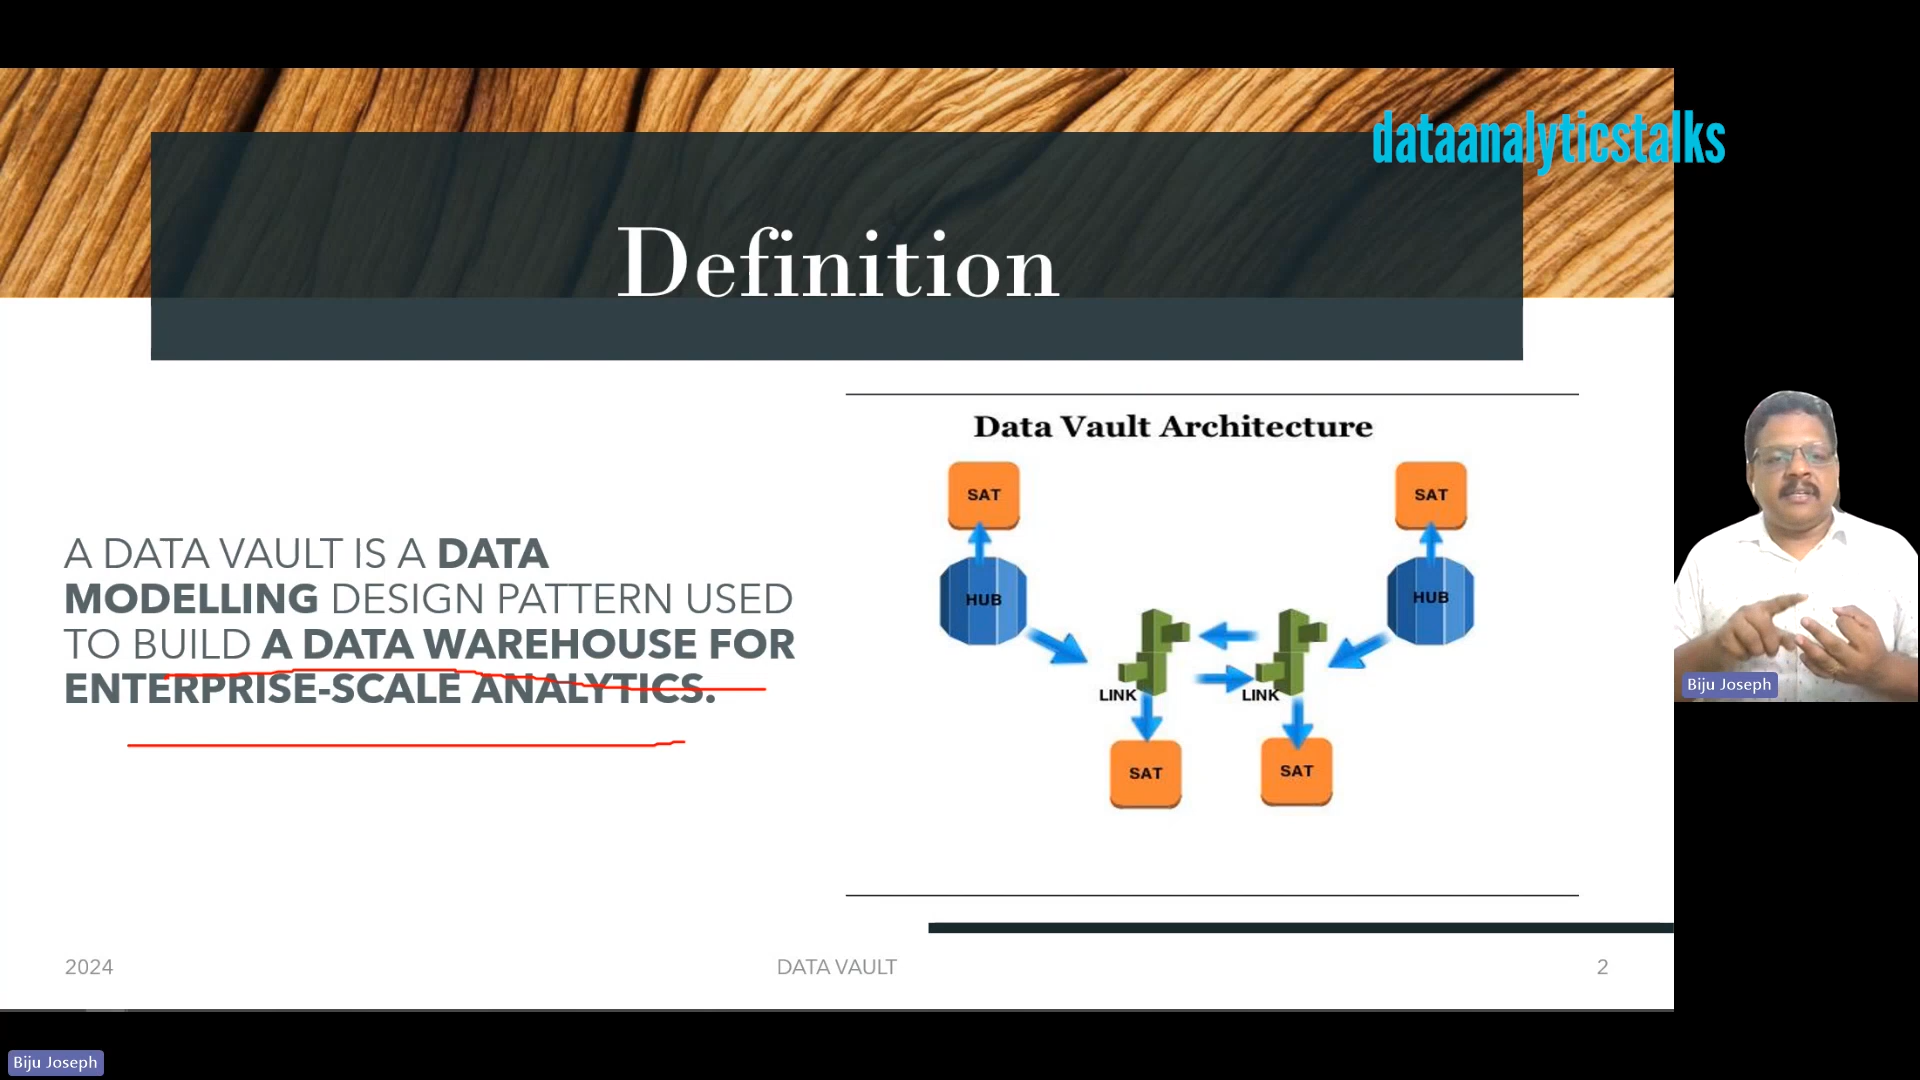 dataanalyticstalks
Definition
A DATA VAULT IS A DATA
MODELLING DESIGN PATTERN USED
TO BUILD A DATA WAREHOUSE FOR
ENTERPRISE-SCALE ANALYTICS.
Data Vault Architecture
SAT
SAT
HUB
HUB
LINK
LINK
SAT
SAT
2024
DATA VAULT
2
Biju Joseph
Biju Joseph